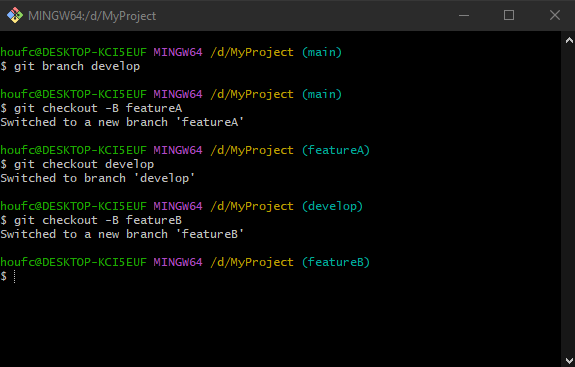 MINGW64:/d/MyProject
houfc@DESKTOP-KCI5EUF MINGW64 /d/MyProject (main)
$ git branch develop
houfc@DESKTOP-KCI5EUF MINGW64 /d/MyProject (main)
$ git checkout -B featureA
Switched to a new branch 'featureA'
houfc@DESKTOP-KCI5EUF MINGW64 /d/MyProject (featureA)
$ git checkout develop
Switched to branch 'develop'
houfc@DESKTOP-KCI5EUF MINGW64 /d/MyProject (develop)
$ git checkout -B featureB
Switched to a new branch 'featureB'
houfc@DESKTOP-KCI5EUF MINGW64 /d/MyProject (featureB)
$